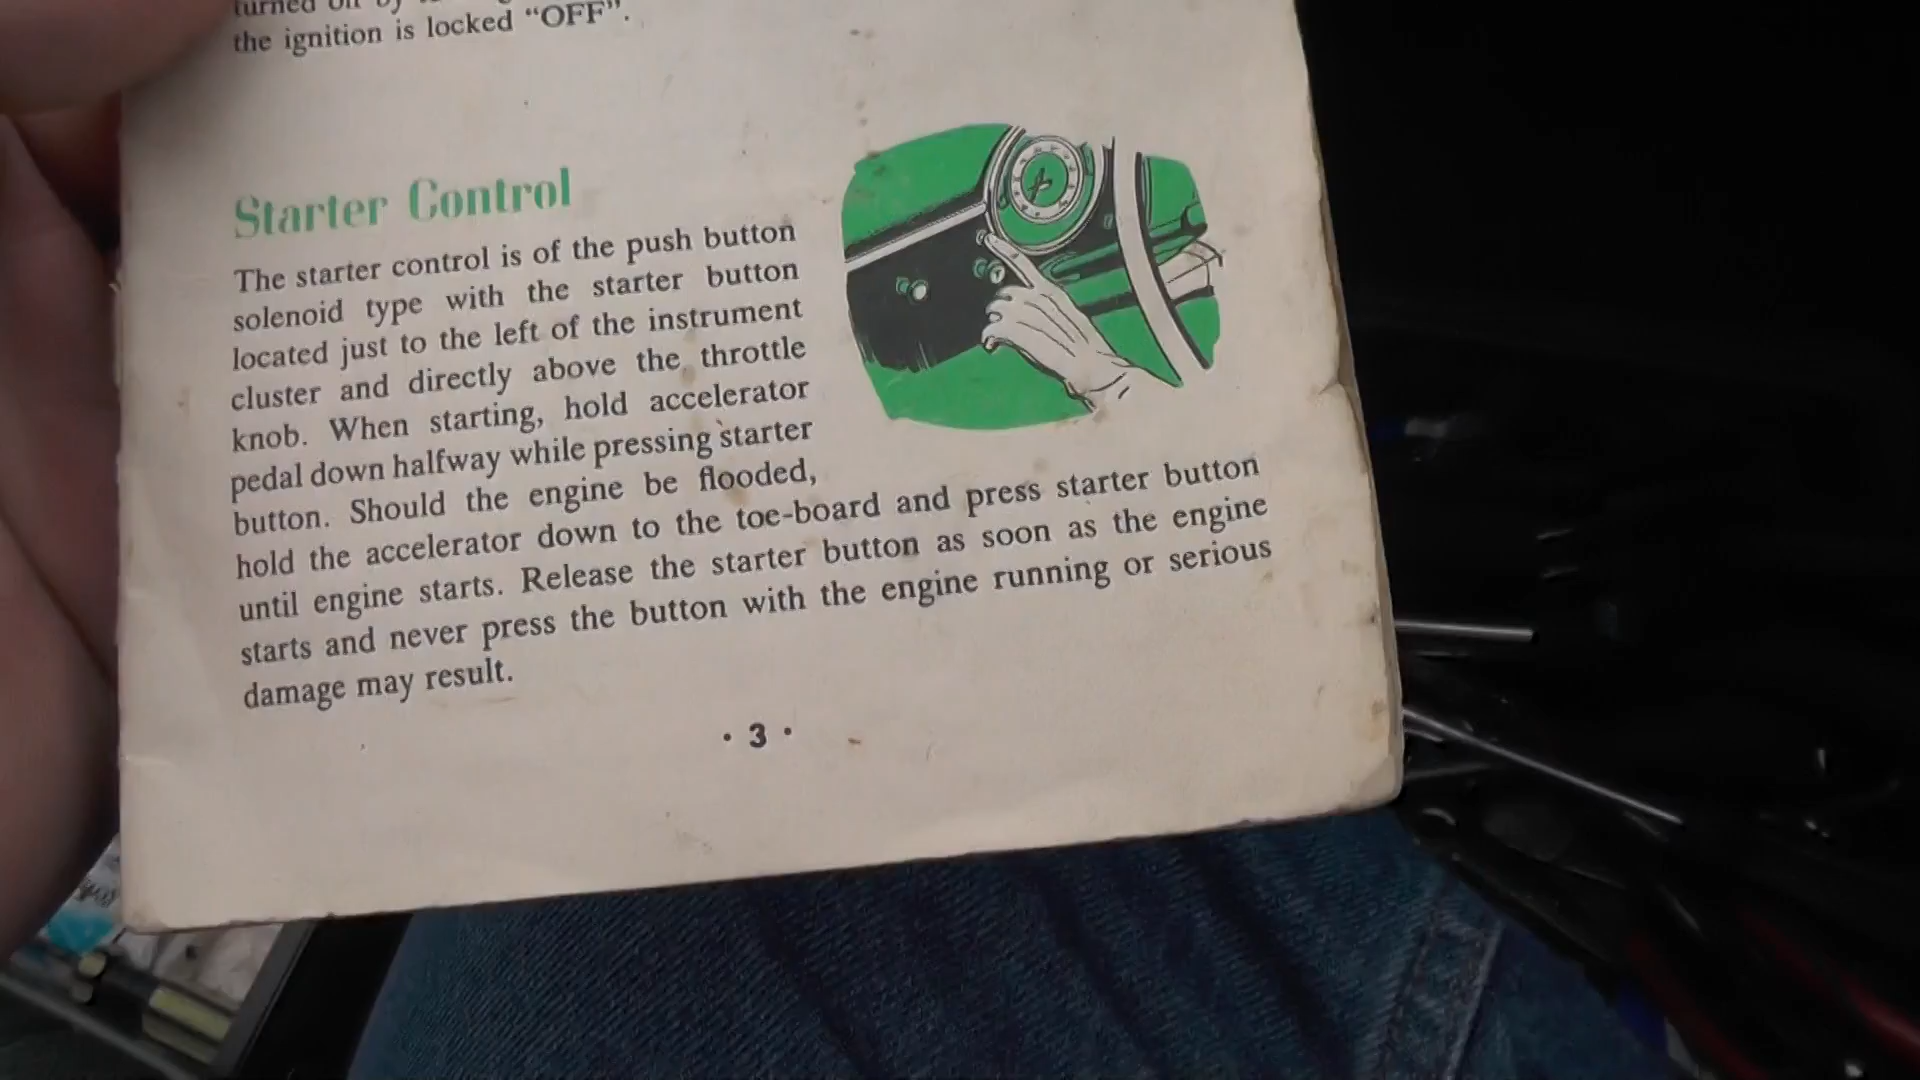 turned off by
the ignition is locked “OFF”.
Starter Control
The starter control is of the push button
solenoid type with the starter button
located just to the left of the instrument
cluster and directly above the throttle
knob. When starting, hold accelerator
pedal down halfway while pressing starter
button. Should the engine be flooded,
hold the accelerator down to the toe-board and press starter button
until engine starts. Release the starter button as soon as the engine
starts and never press the button with the engine running or serious
damage may result.
· 3 ·